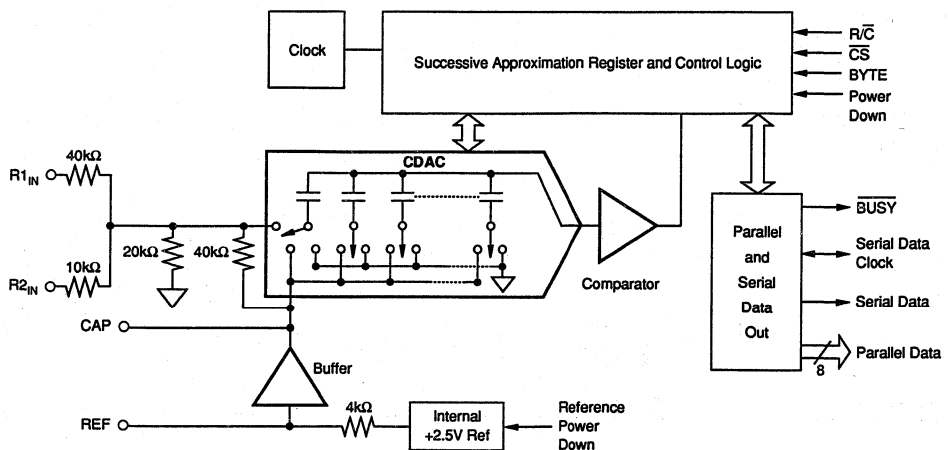 Clock
Successive Approximation Register and Control Logic
R/C̅
C̅S̅
BYTE
Power
Down
CDAC
40kΩ
R1IN
20kΩ
40kΩ
10kΩ
R2IN
CAP
Buffer
REF
4kΩ
Internal
+2.5V Ref
Reference
Power
Down
Comparator
Parallel
and
Serial
Data
Out
B̅U̅S̅Y̅
Serial Data
Clock
Serial Data
8
Parallel Data